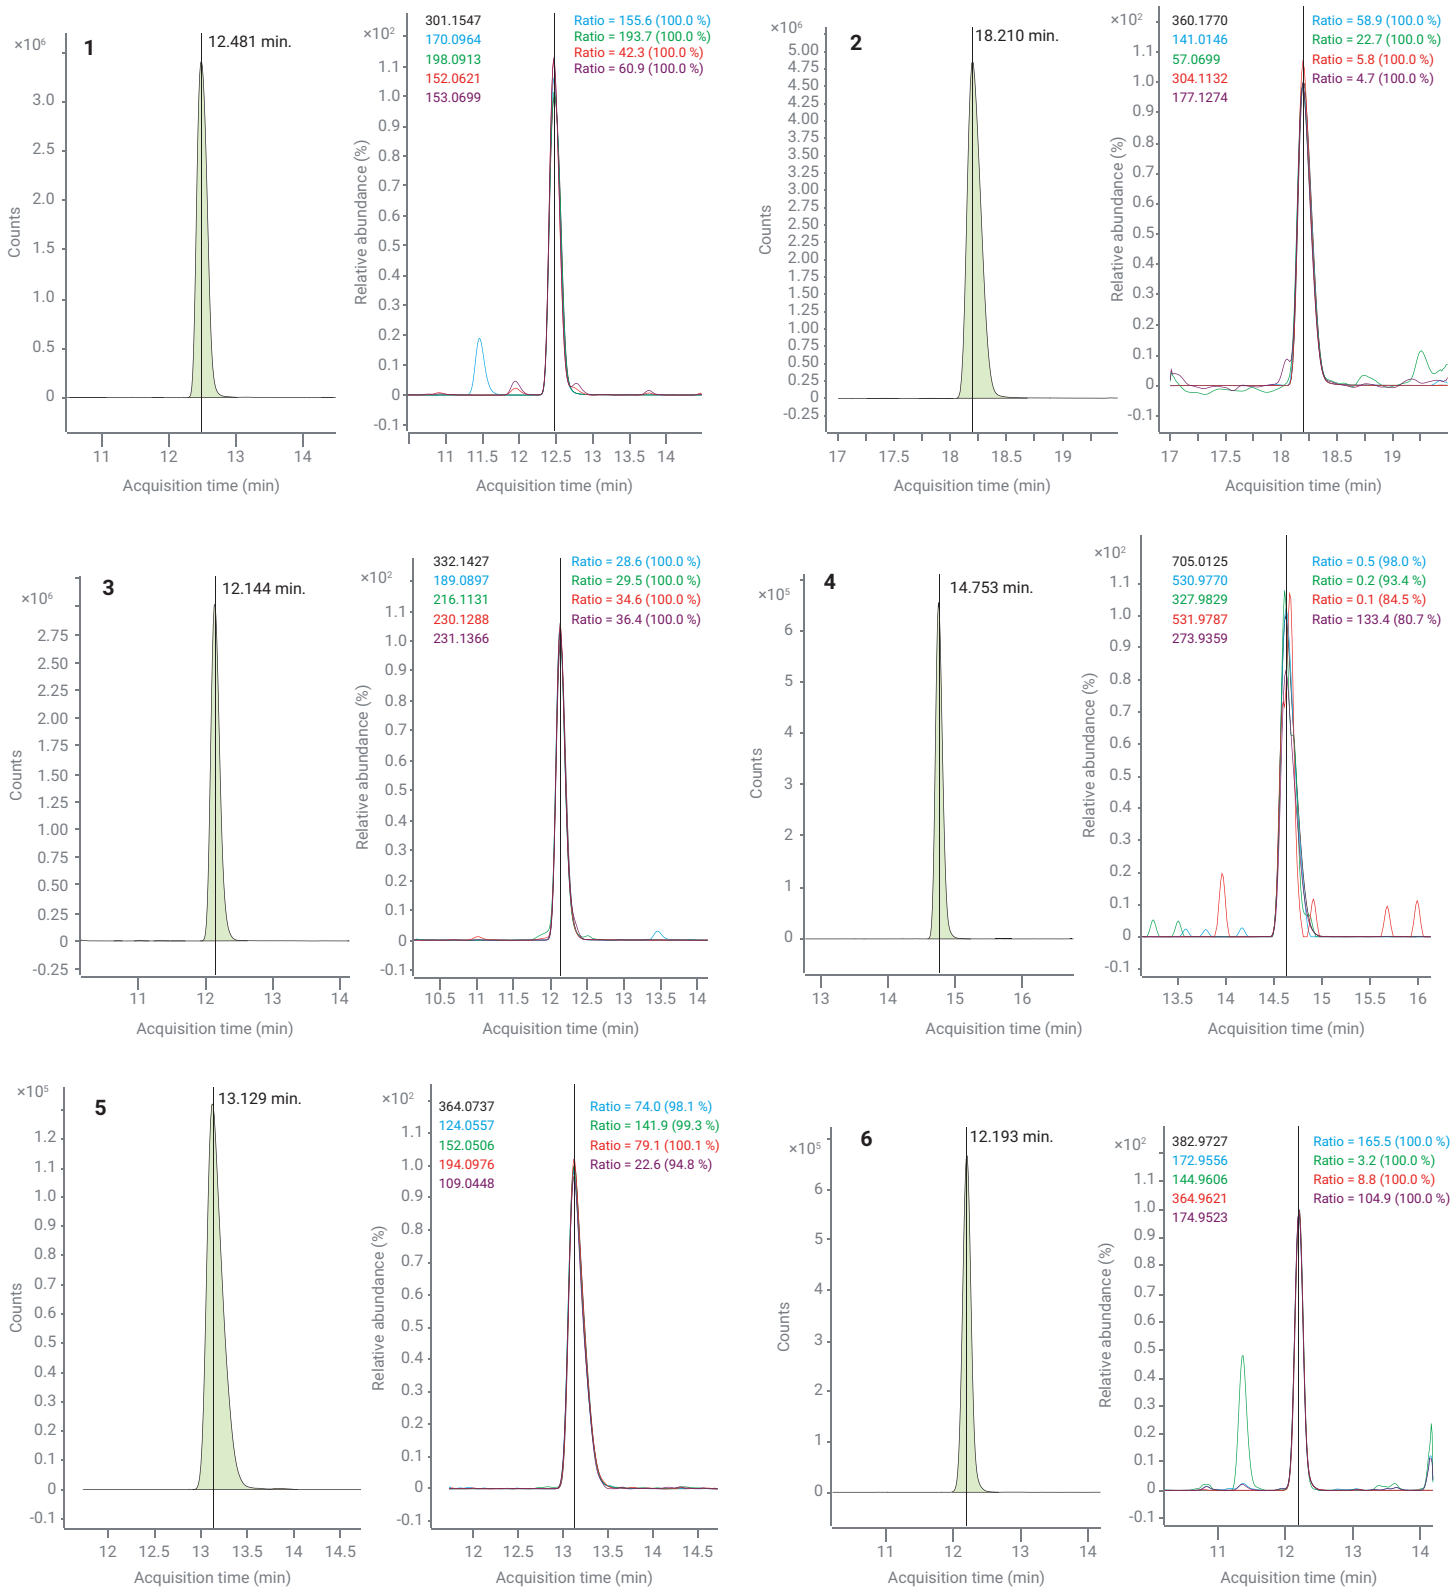 ×10⁶
1
12.481 min.
3.0
2.5
2.0
1.5
1.0
0.5
0
Counts
11 12 13 14
Acquisition time (min)
×10²
301.1547
170.0964
198.0913
152.0621
153.0699
Ratio = 155.6 (100.0 %)
Ratio = 193.7 (100.0 %)
Ratio = 42.3 (100.0 %)
Ratio = 60.9 (100.0 %)
1.1
1.0
0.9
0.8
0.7
0.6
0.5
0.4
0.3
0.2
0.1
0
-0.1
Relative abundance (%)
11 11.5 12 12.5 13 13.5 14
Acquisition time (min)
×10⁶
2
18.210 min.
5.00
4.75
4.50
4.25
4.00
3.75
3.50
3.25
3.00
2.75
2.50
2.25
2.00
1.75
1.50
1.25
1.00
0.75
0.50
0.25
0
-0.25
Counts
17 17.5 18 18.5 19
Acquisition time (min)
×10²
360.1770
141.0146
57.0699
304.1132
177.1274
Ratio = 58.9 (100.0 %)
Ratio = 22.7 (100.0 %)
Ratio = 5.8 (100.0 %)
Ratio = 4.7 (100.0 %)
1.1
1.0
0.9
0.8
0.7
0.6
0.5
0.4
0.3
0.2
0.1
0
-0.1
Relative abundance (%)
17 17.5 18 18.5 19
Acquisition time (min)
×10⁶
3
12.144 min.
2.75
2.50
2.25
2.00
1.75
1.50
1.25
1.00
0.75
0.50
0.25
0
-0.25
Counts
11 12 13 14
Acquisition time (min)
×10²
332.1427
189.0897
216.1131
230.1288
231.1366
Ratio = 28.6 (100.0 %)
Ratio = 29.5 (100.0 %)
Ratio = 34.6 (100.0 %)
Ratio = 36.4 (100.0 %)
1.1
1.0
0.9
0.8
0.7
0.6
0.5
0.4
0.3
0.2
0.1
0
-0.1
Relative abundance (%)
10.5 11 11.5 12 12.5 13 13.5 14
Acquisition time (min)
×10⁵
4
14.753 min.
6
5
4
3
2
1
0
Counts
13 14 15 16
Acquisition time (min)
×10²
705.0125
530.9770
327.9829
531.9787
273.9359
Ratio = 0.5 (98.0 %)
Ratio = 0.2 (93.4 %)
Ratio = 0.1 (84.5 %)
Ratio = 133.4 (80.7 %)
1.1
1.0
0.9
0.8
0.7
0.6
0.5
0.4
0.3
0.2
0.1
0
-0.1
Relative abundance (%)
13.5 14 14.5 15 15.5 16
Acquisition time (min)
×10⁵
5
13.129 min.
1.2
1.1
1.0
0.9
0.8
0.7
0.6
0.5
0.4
0.3
0.2
0.1
0
-0.1
Counts
12 12.5 13 13.5 14 14.5
Acquisition time (min)
×10²
364.0737
124.0557
152.0506
194.0976
109.0448
Ratio = 74.0 (98.1 %)
Ratio = 141.9 (99.3 %)
Ratio = 79.1 (100.1 %)
Ratio = 22.6 (94.8 %)
1.1
1.0
0.9
0.8
0.7
0.6
0.5
0.4
0.3
0.2
0.1
0
-0.1
Relative abundance (%)
12 12.5 13 13.5 14 14.5
Acquisition time (min)
×10⁵
6
12.193 min.
6
5
4
3
2
1
0
Counts
11 12 13 14
Acquisition time (min)
×10²
382.9727
172.9556
144.9606
364.9621
174.9523
Ratio = 165.5 (100.0 %)
Ratio = 3.2 (100.0 %)
Ratio = 8.8 (100.0 %)
Ratio = 104.9 (100.0 %)
1.1
1.0
0.9
0.8
0.7
0.6
0.5
0.4
0.3
0.2
0.1
0
-0.1
Relative abundance (%)
11 12 13 14
Acquisition time (min)